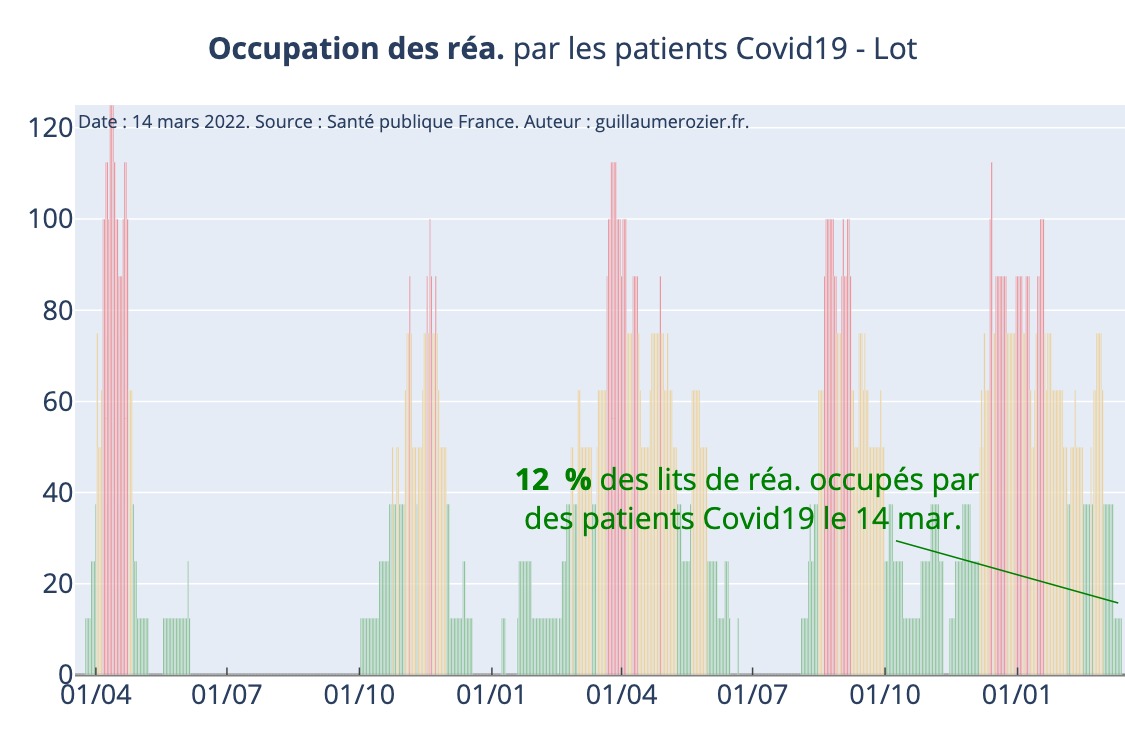 Occupation des réa. par les patients Covid19 - Lot
Date : 14 mars 2022. Source : Santé publique France. Auteur : guillaumerozier.fr.
120
100
80
60
40
20
0
12 % des lits de réa. occupés par
des patients Covid19 le 14 mar.
01/04 01/07 01/10 01/01 01/04 01/07 01/10 01/01